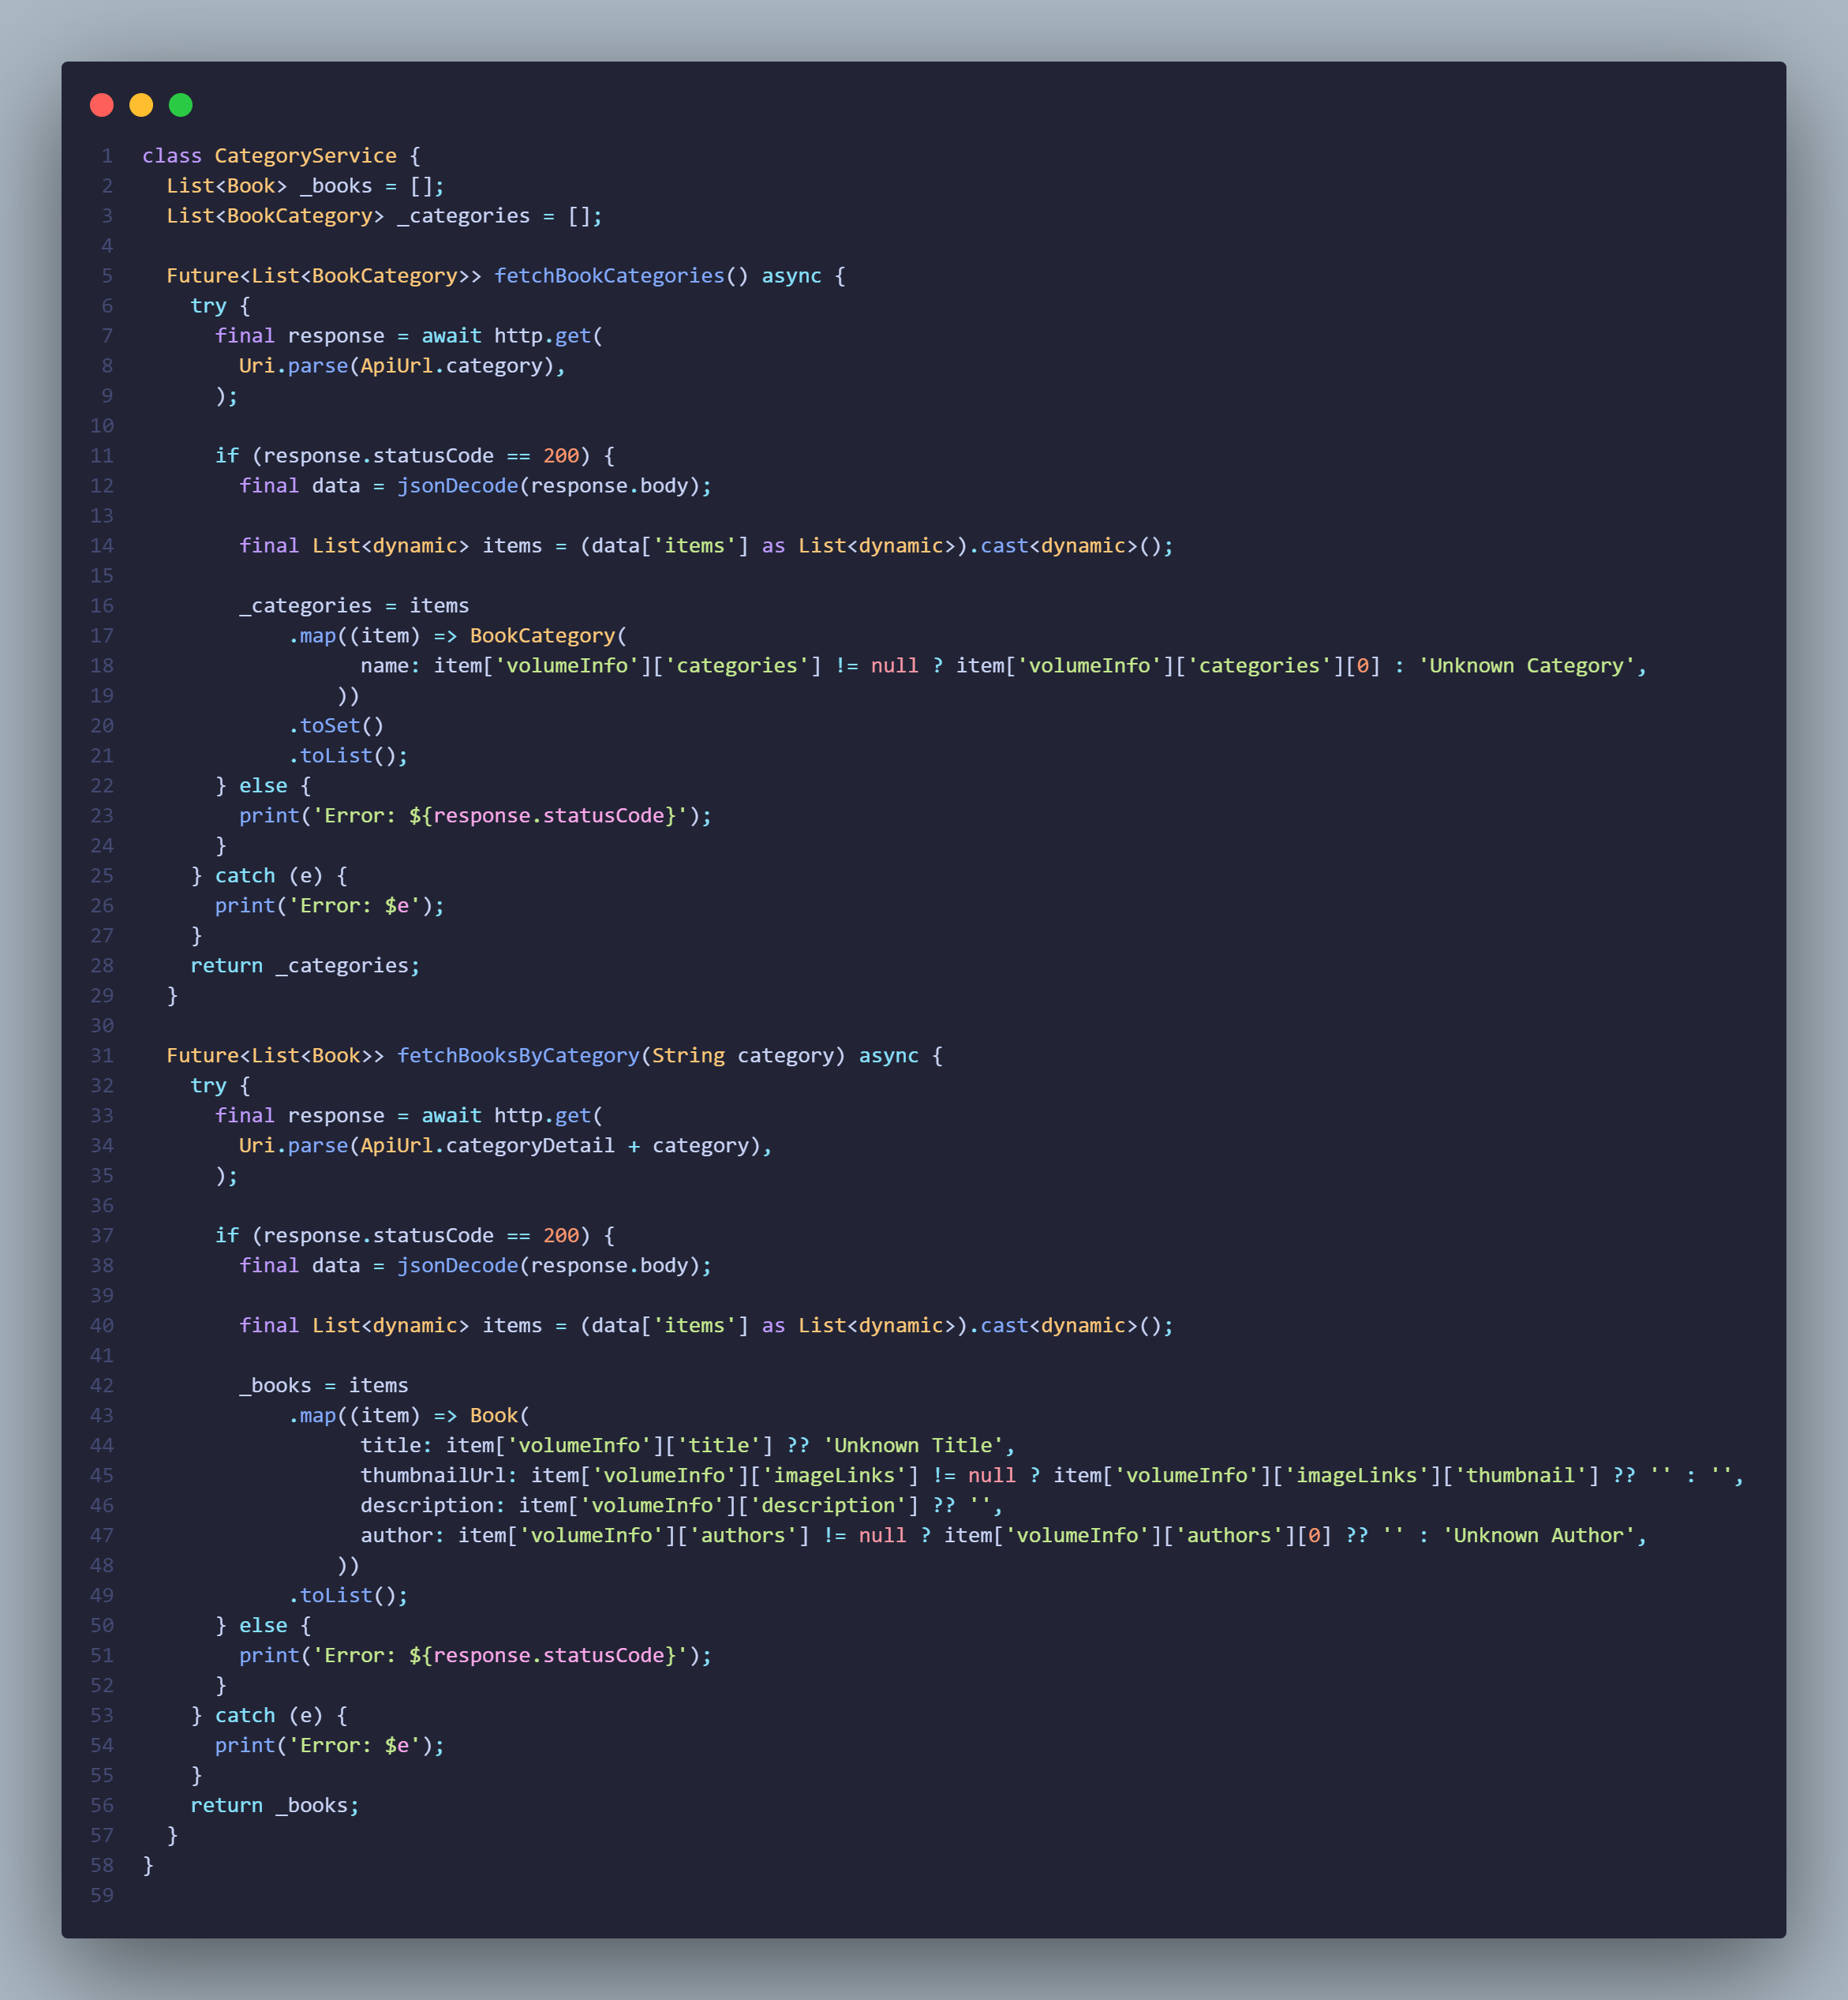 1 class CategoryService {
2   List<Book> _books = [];
3   List<BookCategory> _categories = [];
4
5   Future<List<BookCategory>> fetchBookCategories() async {
6     try {
7       final response = await http.get(
8         Uri.parse(ApiUrl.category),
9       );
10
11       if (response.statusCode == 200) {
12         final data = jsonDecode(response.body);
13
14         final List<dynamic> items = (data['items'] as List<dynamic>).cast<dynamic>();
15
16         _categories = items
17             .map((item) => BookCategory(
18                   name: item['volumeInfo']['categories'] != null ? item['volumeInfo']['categories'][0] : 'Unknown Category',
19                 ))
20             .toSet()
21             .toList();
22       } else {
23         print('Error: ${response.statusCode}');
24       }
25     } catch (e) {
26       print('Error: $e');
27     }
28     return _categories;
29   }
30
31   Future<List<Book>> fetchBooksByCategory(String category) async {
32     try {
33       final response = await http.get(
34         Uri.parse(ApiUrl.categoryDetail + category),
35       );
36
37       if (response.statusCode == 200) {
38         final data = jsonDecode(response.body);
39
40         final List<dynamic> items = (data['items'] as List<dynamic>).cast<dynamic>();
41
42         _books = items
43             .map((item) => Book(
44                   title: item['volumeInfo']['title'] ?? 'Unknown Title',
45                   thumbnailUrl: item['volumeInfo']['imageLinks'] != null ? item['volumeInfo']['imageLinks']['thumbnail'] ?? '' : '',
46                   description: item['volumeInfo']['description'] ?? '',
47                   author: item['volumeInfo']['authors'] != null ? item['volumeInfo']['authors'][0] ?? '' : 'Unknown Author',
48                 ))
49             .toList();
50       } else {
51         print('Error: ${response.statusCode}');
52       }
53     } catch (e) {
54       print('Error: $e');
55     }
56     return _books;
57   }
58 }
59